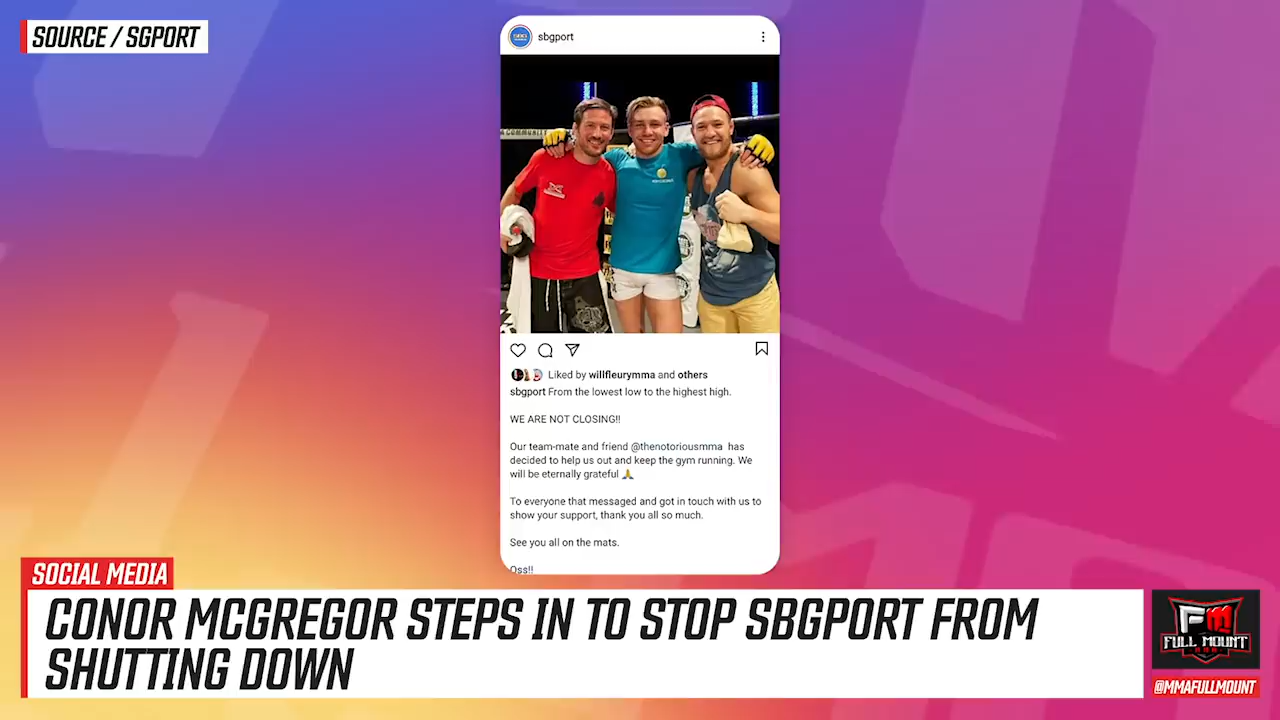 SOURCE / SGPORT
SBG
sbgport
COMMUNITY
Liked by willfleurymma and others
sbgport From the lowest low to the highest high.
WE ARE NOT CLOSING!!
Our team-mate and friend @thenotoriousmma has
decided to help us out and keep the gym running. We
will be eternally grateful 🙏
To everyone that messaged and got in touch with us to
show your support, thank you all so much.
See you all on the mats.
Oss!!
SOCIAL MEDIA
CONOR MCGREGOR STEPS IN TO STOP SBGPORT FROM
SHUTTING DOWN
FM
FULL MOUNT
MMA
@MMAFULLMOUNT